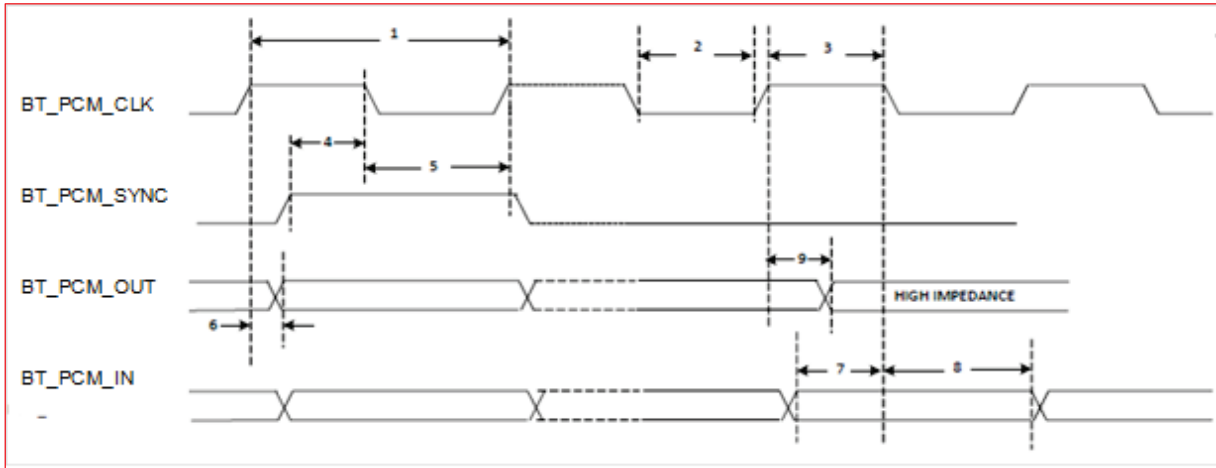 1
2
3
BT_PCM_CLK
4
5
BT_PCM_SYNC
9
BT_PCM_OUT
HIGH IMPEDANCE
6
BT_PCM_IN
7
8